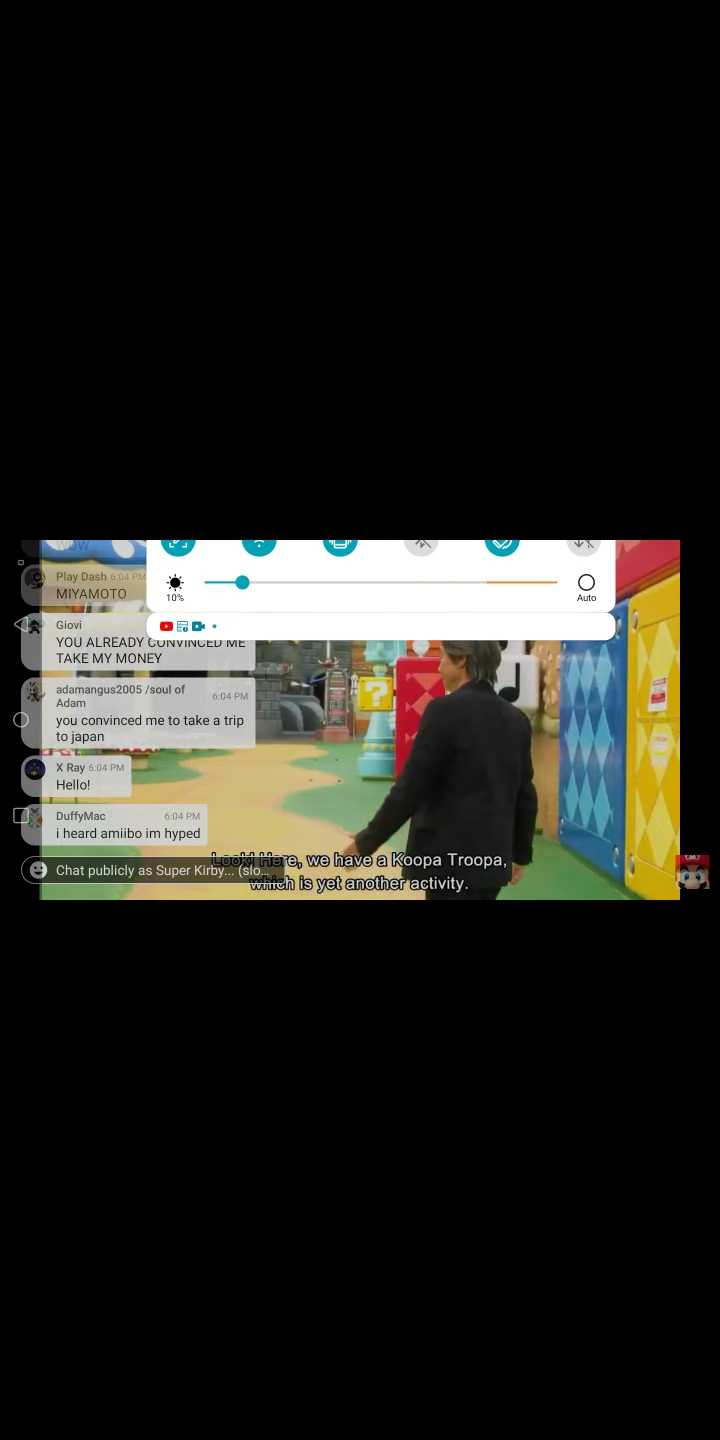 WOW
Play Dash 6:04 PM
MIYAMOTO
Giovi
YOU ALREADY CONVINCED ME
TAKE MY MONEY
adamangus2005 /soul of
Adam
6:04 PM
you convinced me to take a trip
to japan
X Ray 6:04 PM
Hello!
DuffyMac 6:04 PM
i heard amiibo im hyped
Chat publicly as Super Kirby... (slo...
10%
Auto
?
Look! Here, we have a Koopa Troopa,
which is yet another activity.
M